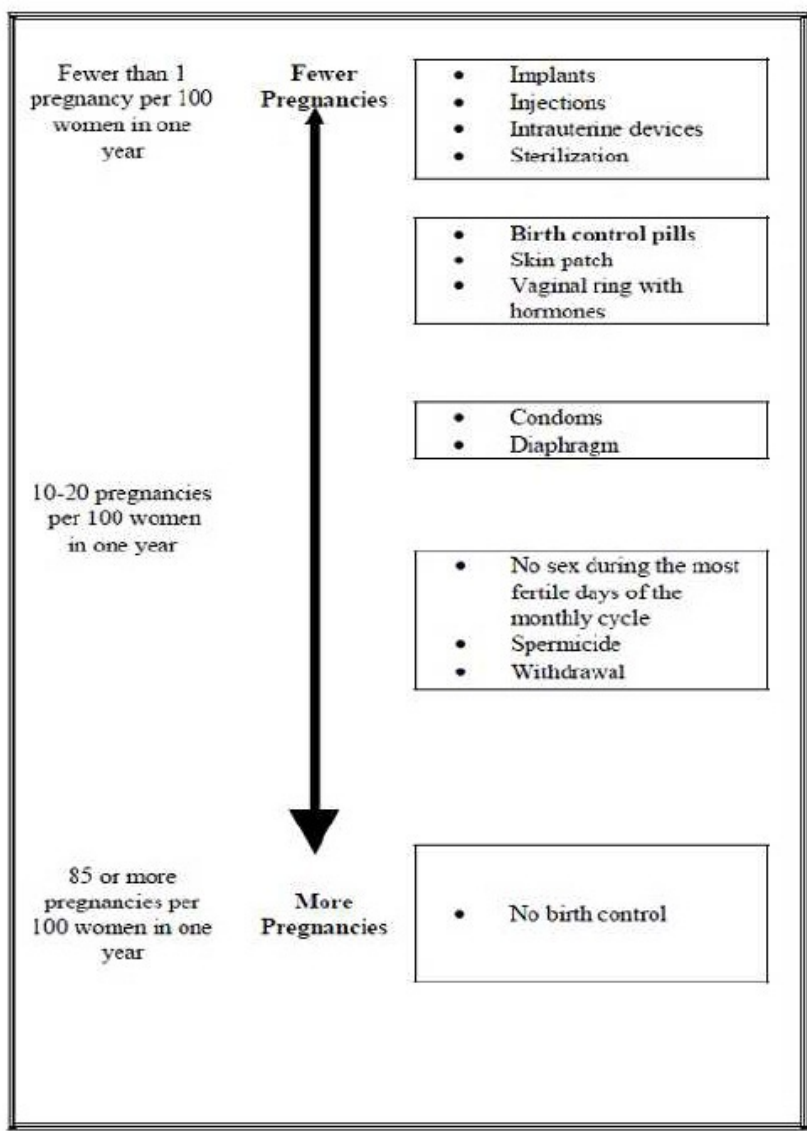 Fewer than 1
pregnancy per 100
women in one
year
Fewer
Pregnancies
• Implants
• Injections
• Intrauterine devices
• Sterilization
• Birth control pills
• Skin patch
• Vaginal ring with
hormones
• Condoms
• Diaphragm
10-20 pregnancies
per 100 women
in one year
• No sex during the most
fertile days of the
monthly cycle
• Spermicide
• Withdrawal
85 or more
pregnancies per
100 women in one
year
More
Pregnancies
• No birth control